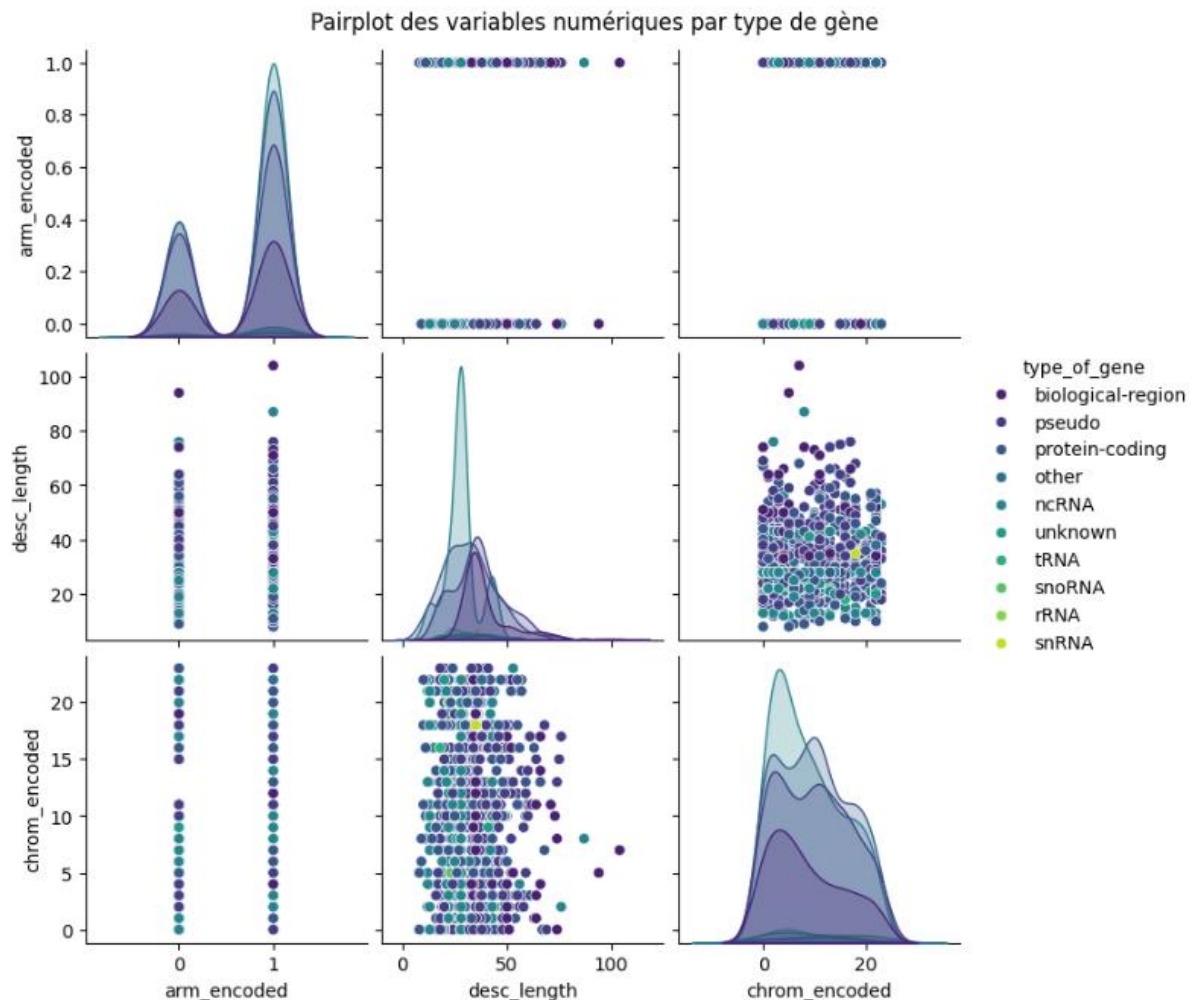 Pairplot des variables numériques par type de gène
1.0
0.8
0.6
0.4
0.2
0.0
arm_encoded
100
80
60
40
20
desc_length
20
15
10
5
0
chrom_encoded
0 1
arm_encoded
0 50 100
desc_length
0 20
chrom_encoded
type_of_gene
biological-region
pseudo
protein-coding
other
ncRNA
unknown
tRNA
snoRNA
rRNA
snRNA